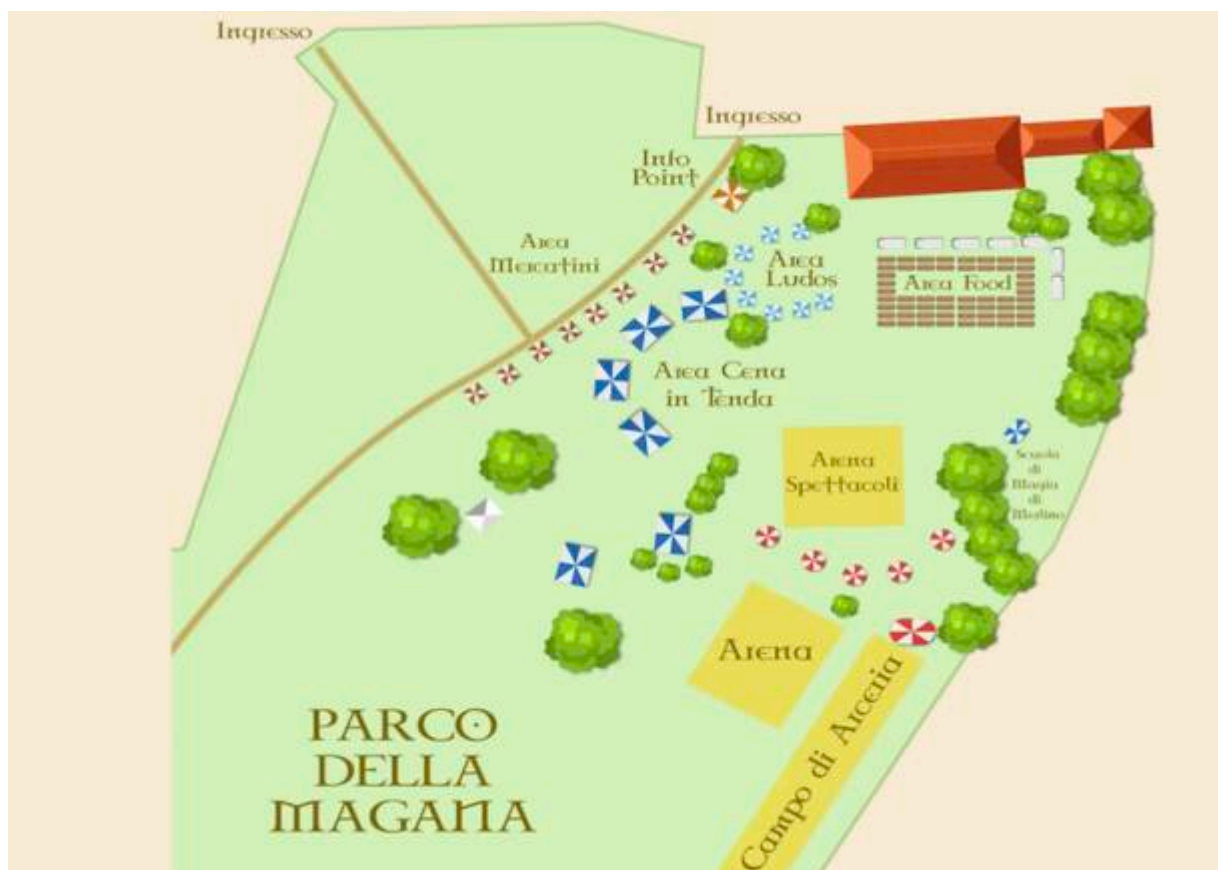 Ingresso
Ingresso
Info
Point
Area
Mercatini
Area
Ludos
Area Food
Area Cena
in Tenda
Arena
Spettacoli
Scuola
di
Magia
di
Merlino
Arena
Campo di Arceria
PARCO
DELLA
MAGANA